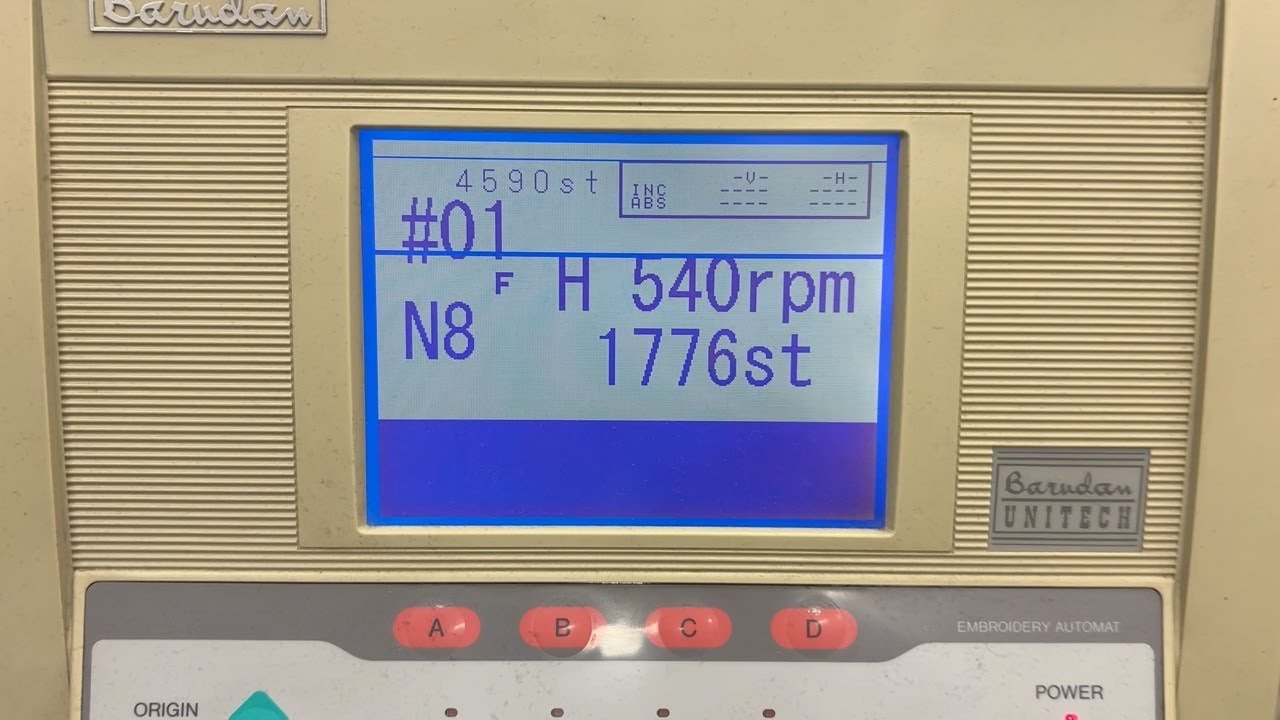 Barudan
4590st
-V- -H-
INC ---- ----
ABS ---- ----
#01
F H 540rpm
N8 1776st
Barudan
UNITECH
A B C D
EMBROIDERY AUTOMAT
ORIGIN
POWER